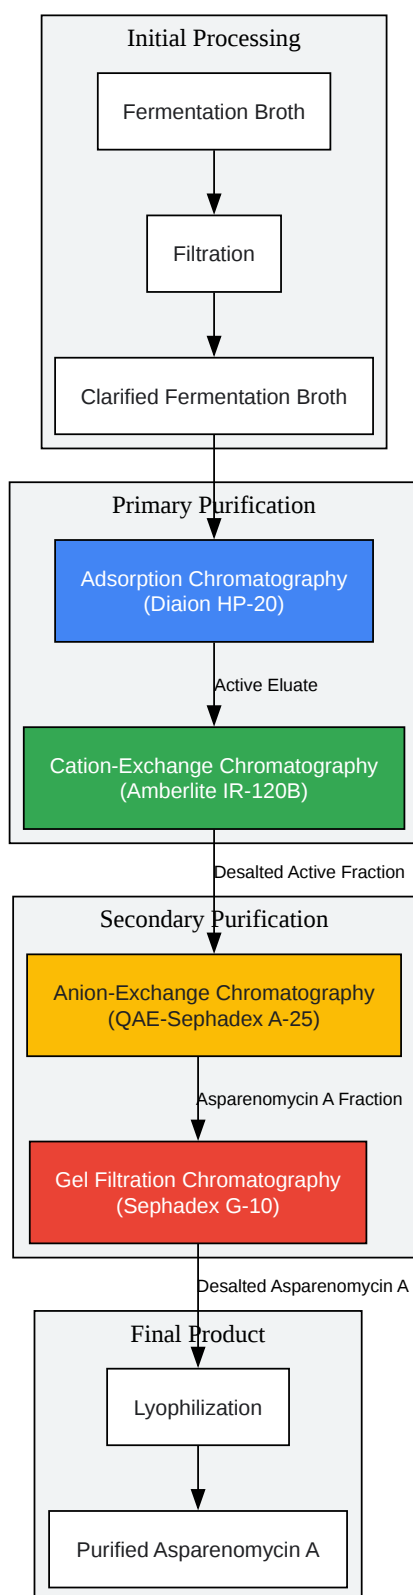 Initial Processing
Fermentation Broth
Filtration
Clarified Fermentation Broth
Primary Purification
Adsorption Chromatography
(Diaion HP-20)
Active Eluate
Cation-Exchange Chromatography
(Amberlite IR-120B)
Desalted Active Fraction
Secondary Purification
Anion-Exchange Chromatography
(QAE-Sephadex A-25)
Asparenomycin A Fraction
Gel Filtration Chromatography
(Sephadex G-10)
Desalted Asparenomycin A
Final Product
Lyophilization
Purified Asparenomycin A